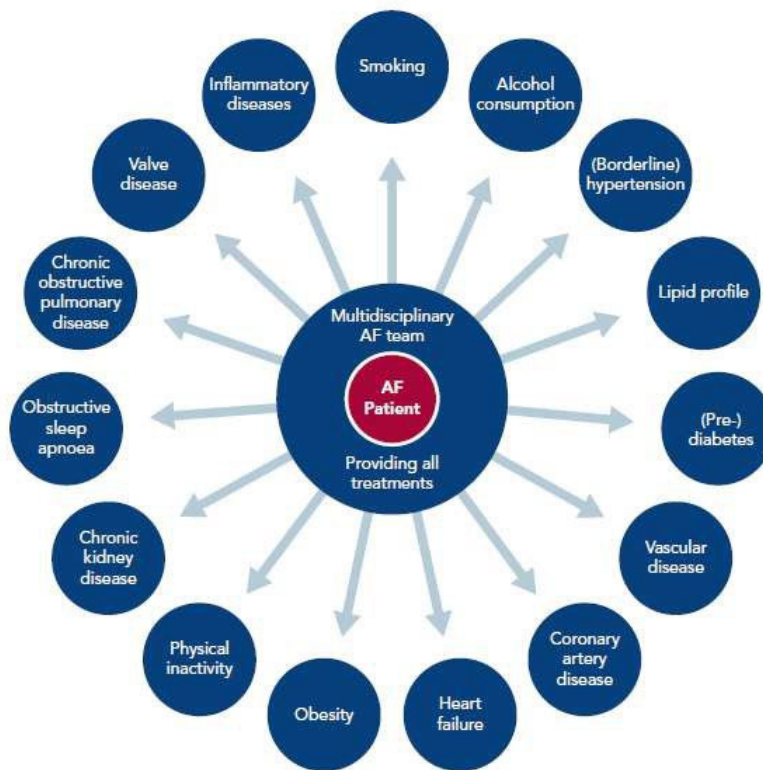 Smoking
Alcohol
consumption
(Borderline)
hypertension
Lipid profile
(Pre-)
diabetes
Vascular
disease
Coronary
artery
disease
Heart
failure
Obesity
Physical
inactivity
Chronic
kidney
disease
Obstructive
sleep
apnoea
Chronic
obstructive
pulmonary
disease
Valve
disease
Inflammatory
diseases
Multidisciplinary
AF team
AF
Patient
Providing all
treatments